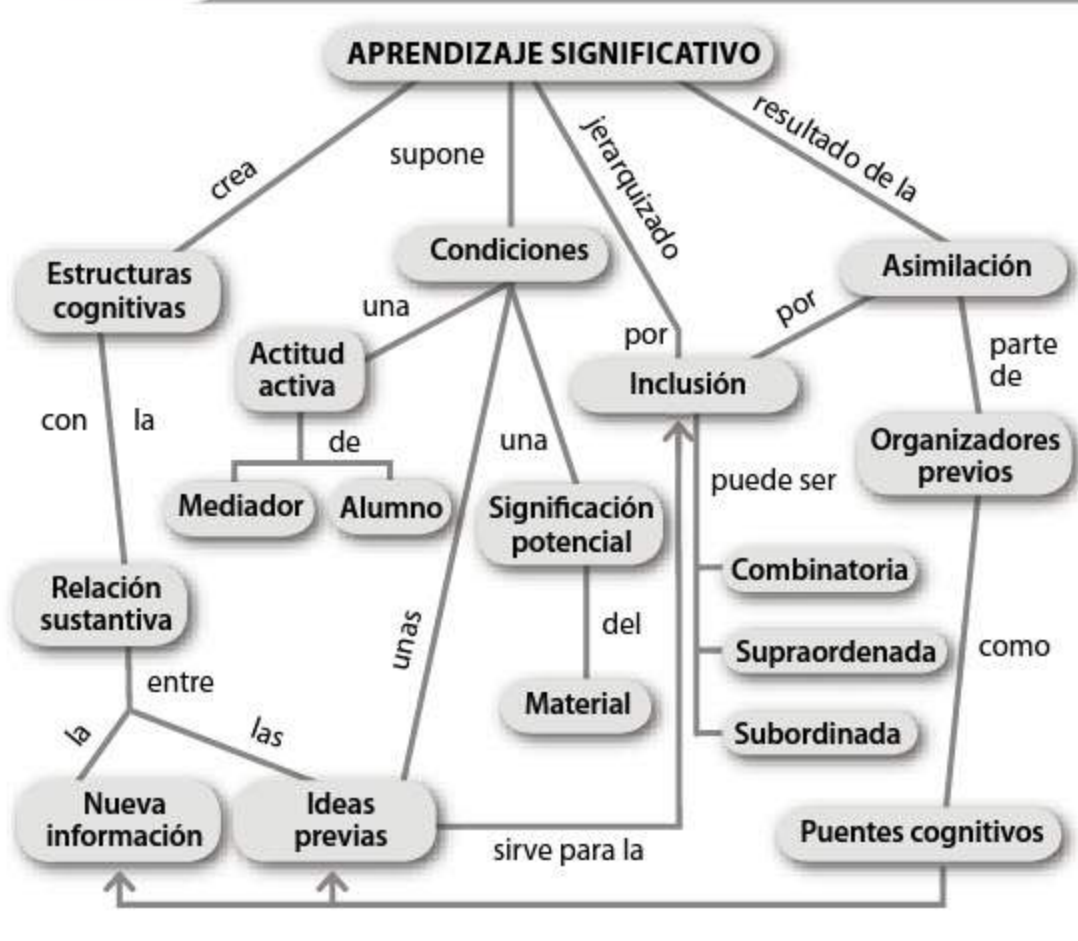 APRENDIZAJE SIGNIFICATIVO
crea
supone
jerarquizado
resultado de la
Estructuras
cognitivas
Condiciones
Asimilación
una
por
por
parte
de
Actitud
activa
Inclusión
con
la
de
una
Organizadores
previos
puede ser
Mediador
Alumno
Significación
potencial
Combinatoria
Relación
sustantiva
unas
del
Supraordenada
como
entre
Material
Subordinada
la
las
Nueva
información
Ideas
previas
sirve para la
Puentes cognitivos